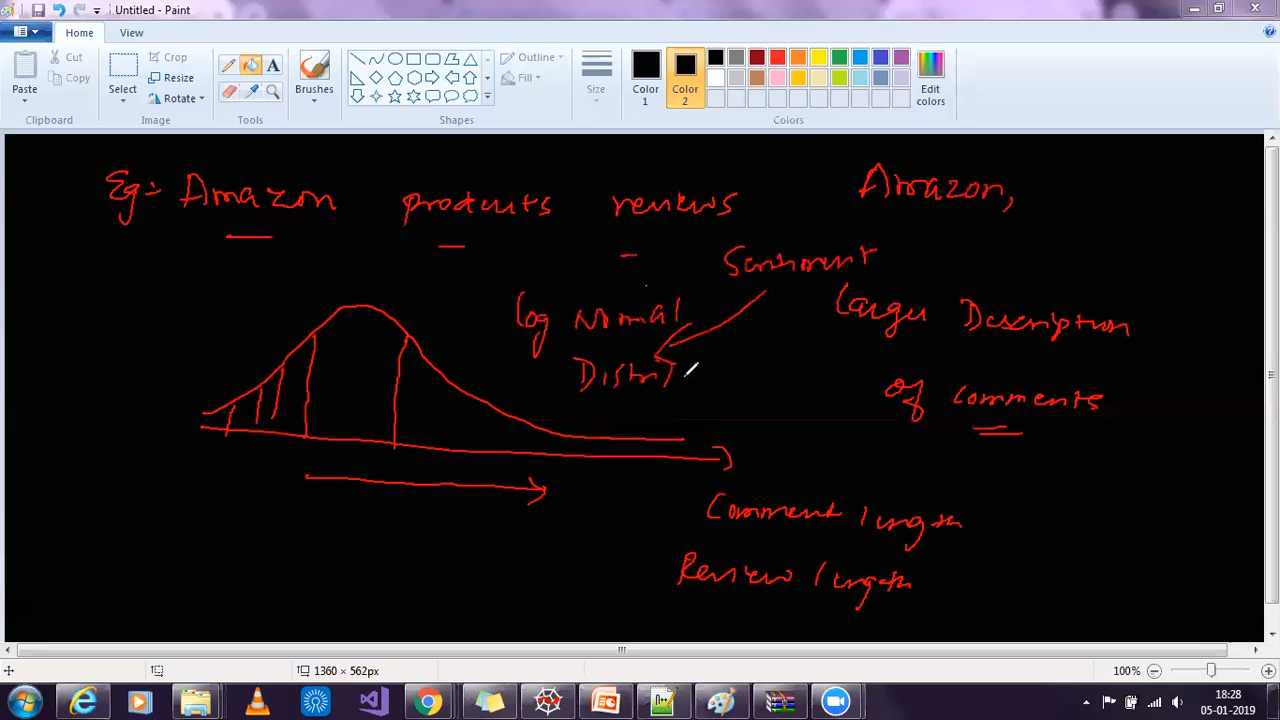 Untitled - Paint
Home
View
Paste
Cut
Copy
Clipboard
Select
Crop
Resize
Rotate
Image
A
Tools
Brushes
Outline
Fill
Shapes
Size
Color
1
Color
2
Edit
colors
Colors
Eg:- Amazon products reviews
Amazon,
Sentiment
log Normal
Larger Description
Distri
of comments
Comment length
Review length
1360 × 562px
100%
18:28
05-01-2019